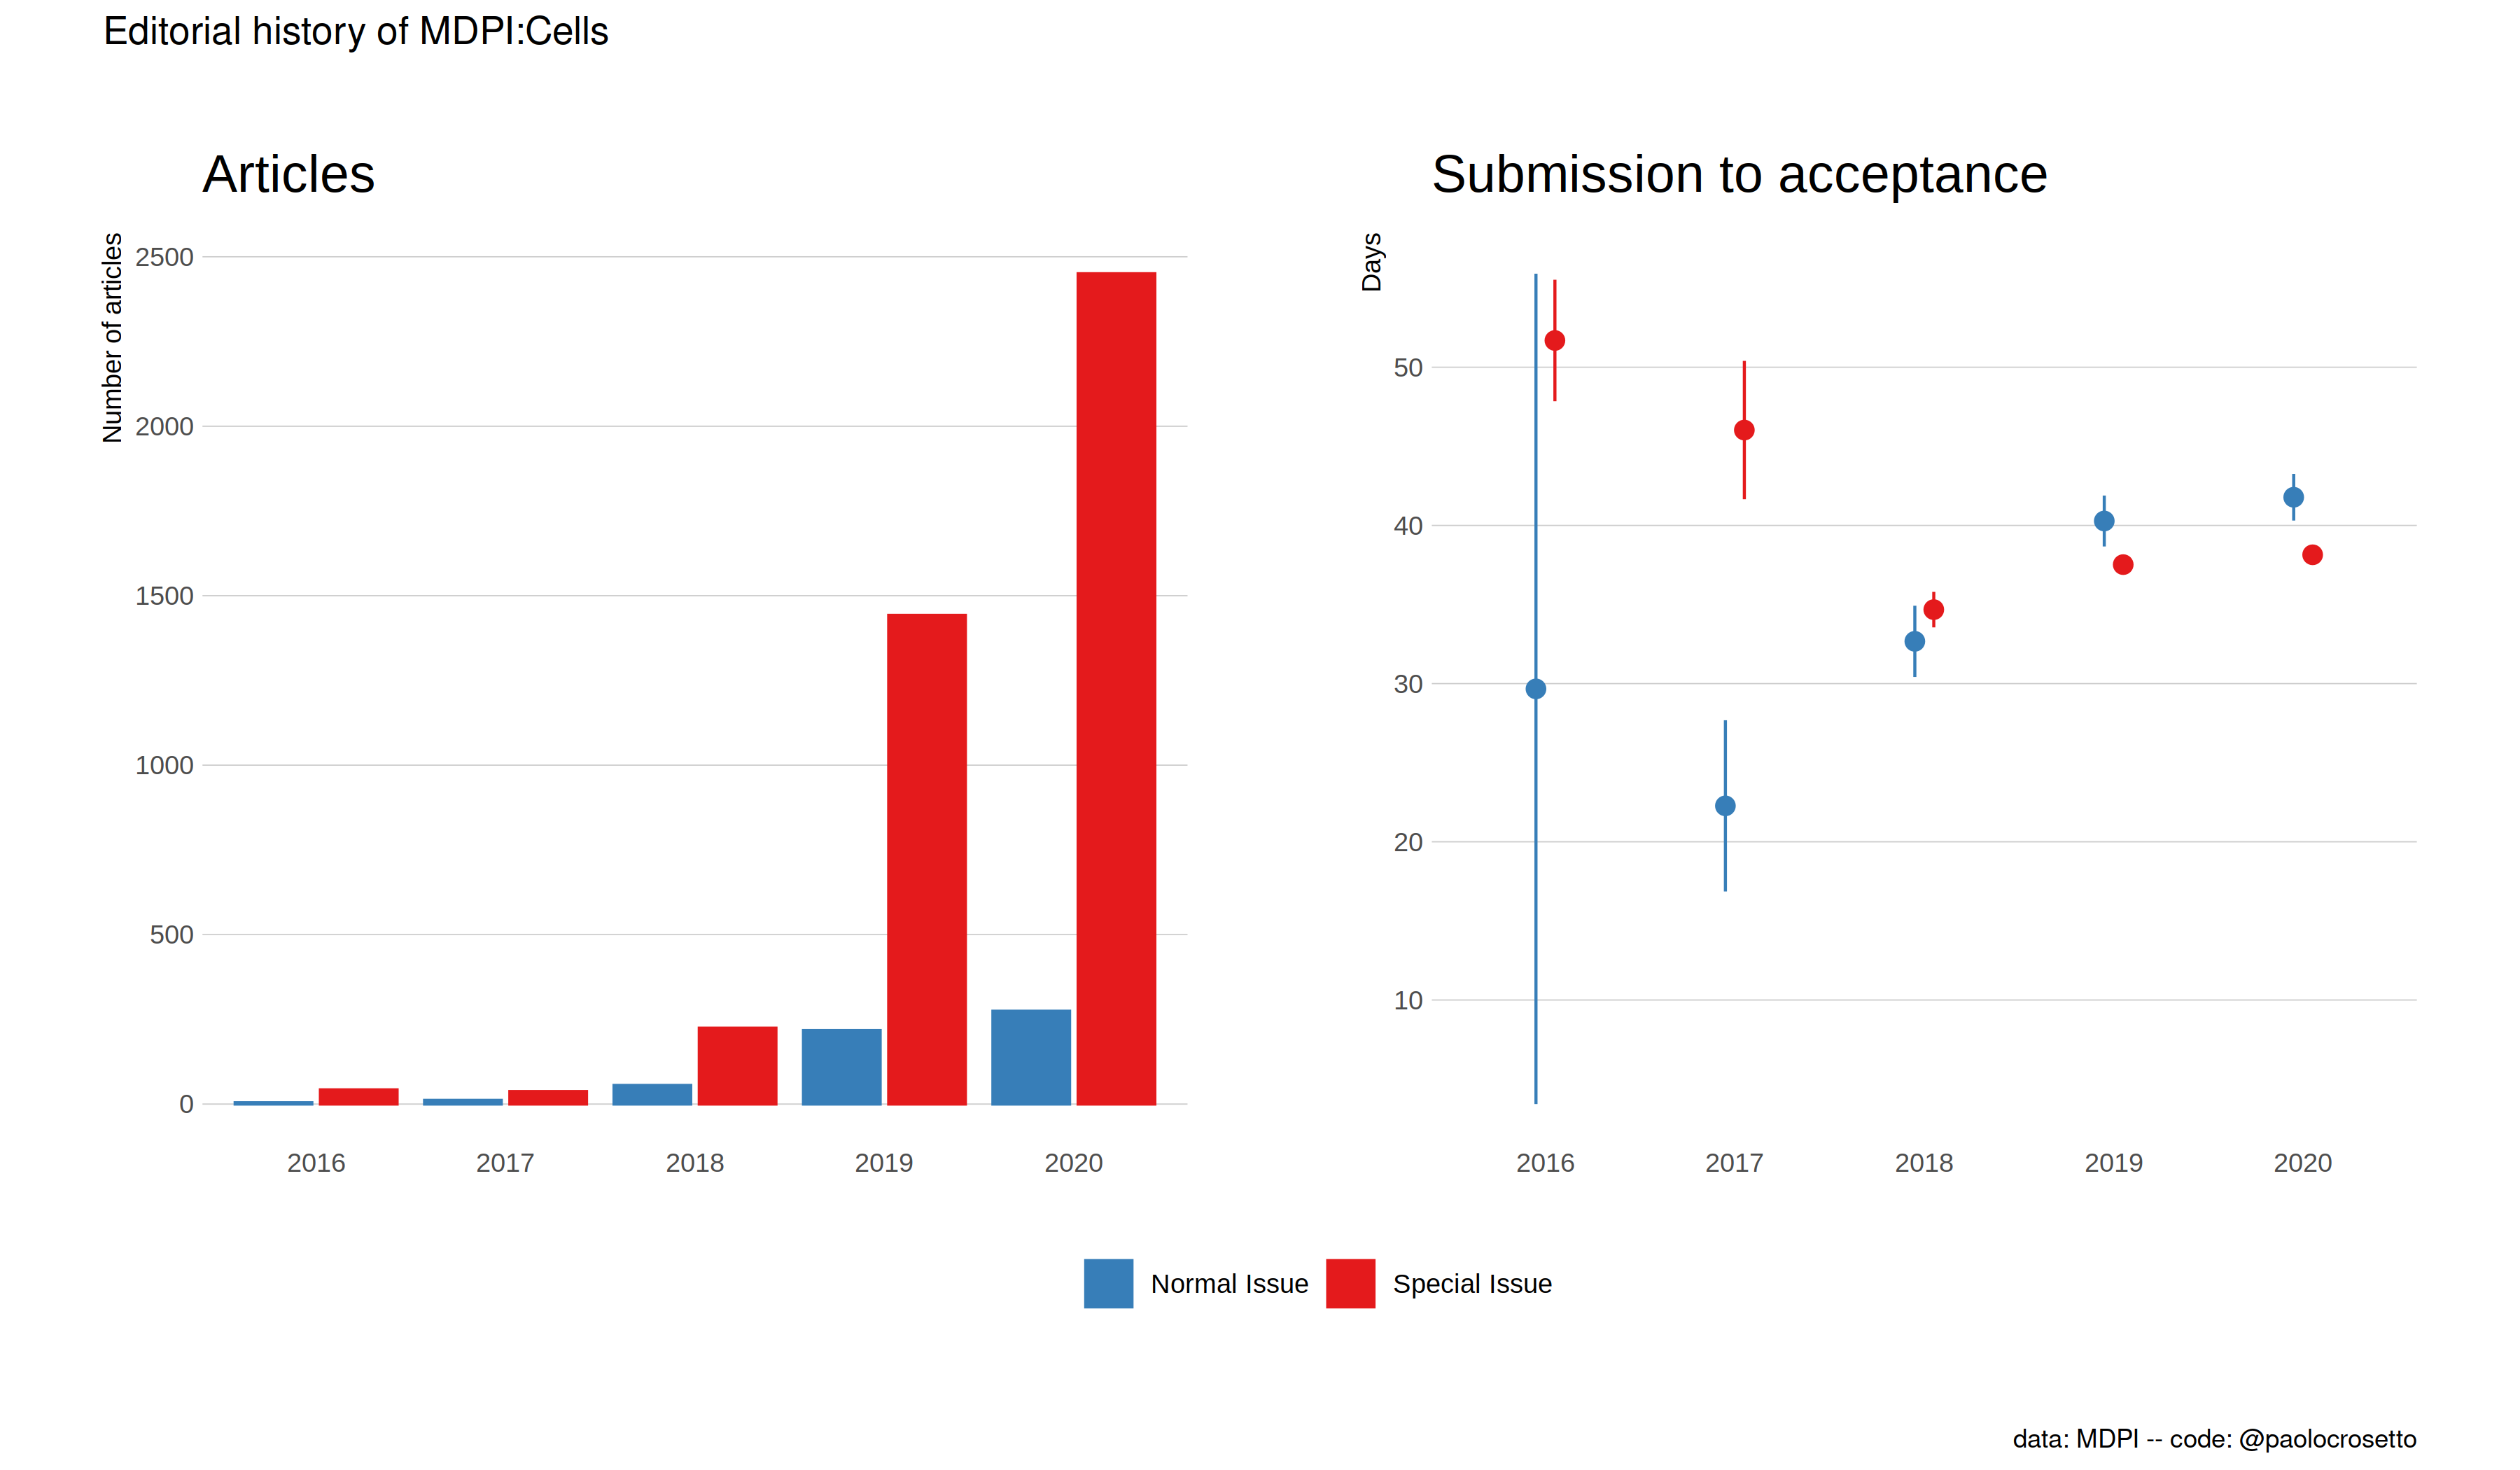 Editorial history of MDPI:Cells
Articles
Number of articles
2500
2000
1500
1000
500
0
2016 2017 2018 2019 2020
Submission to acceptance
Days
50
40
30
20
10
2016 2017 2018 2019 2020
Normal Issue Special Issue
data: MDPI -- code: @paolocrosetto